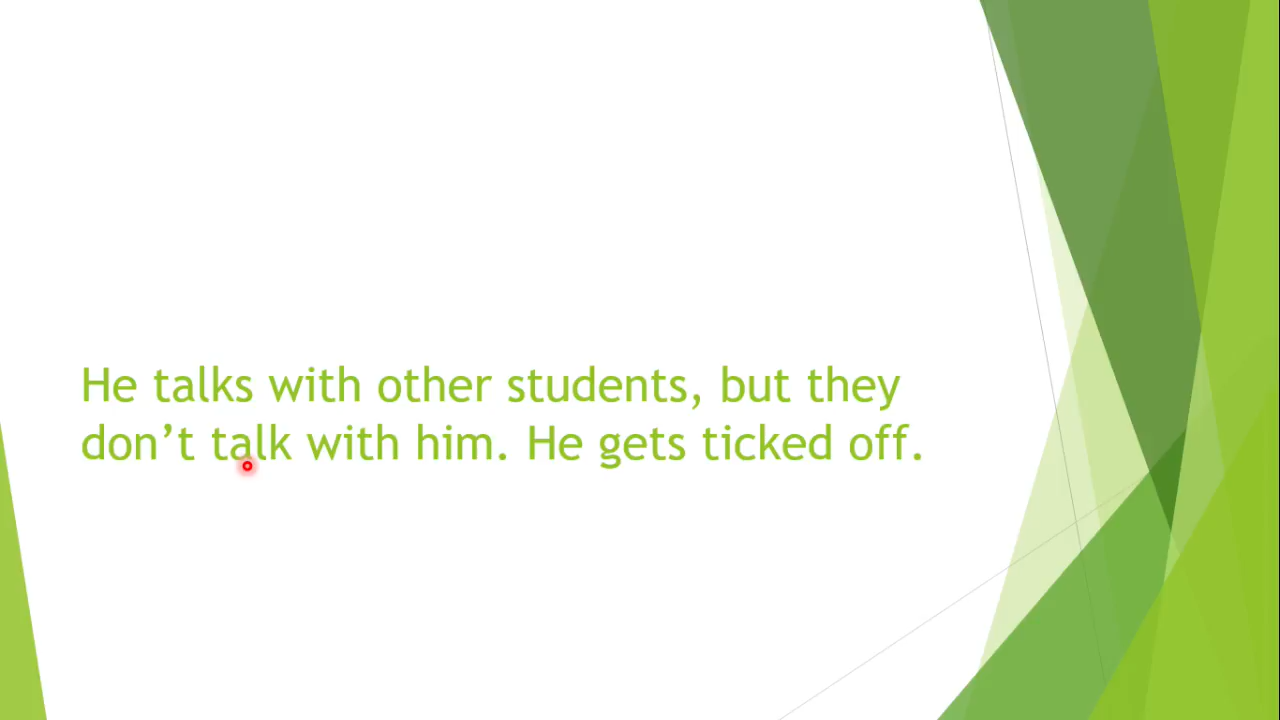 He talks with other students, but they
don’t talk with him. He gets ticked off.